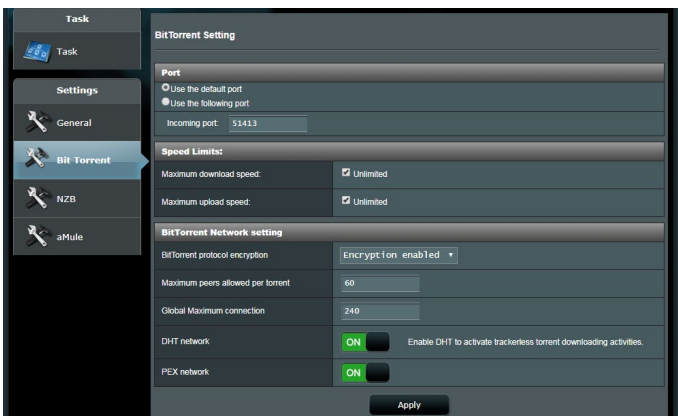 Task
Task
Settings
General
Bit Torrent
NZB
aMule
BitTorrent Setting
Port
Use the default port
Use the following port
Incoming port: 51413
Speed Limits:
Maximum download speed: Unlimited
Maximum upload speed: Unlimited
BitTorrent Network setting
BitTorrent protocol encryption Encryption enabled
Maximum peers allowed per torrent 60
Global Maximum connection 240
DHT network ON Enable DHT to activate trackerless torrent downloading activities.
PEX network ON
Apply